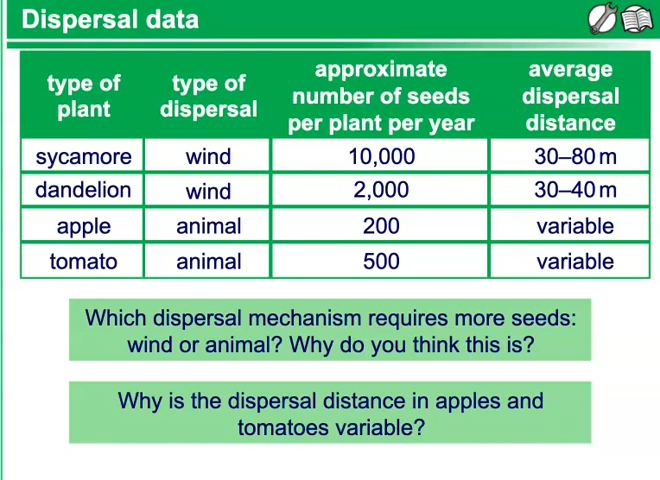 Dispersal data
type of plant | type of dispersal | approximate number of seeds per plant per year | average dispersal distance
sycamore | wind | 10,000 | 30–80 m
dandelion | wind | 2,000 | 30–40 m
apple | animal | 200 | variable
tomato | animal | 500 | variable
Which dispersal mechanism requires more seeds:
wind or animal? Why do you think this is?
Why is the dispersal distance in apples and
tomatoes variable?